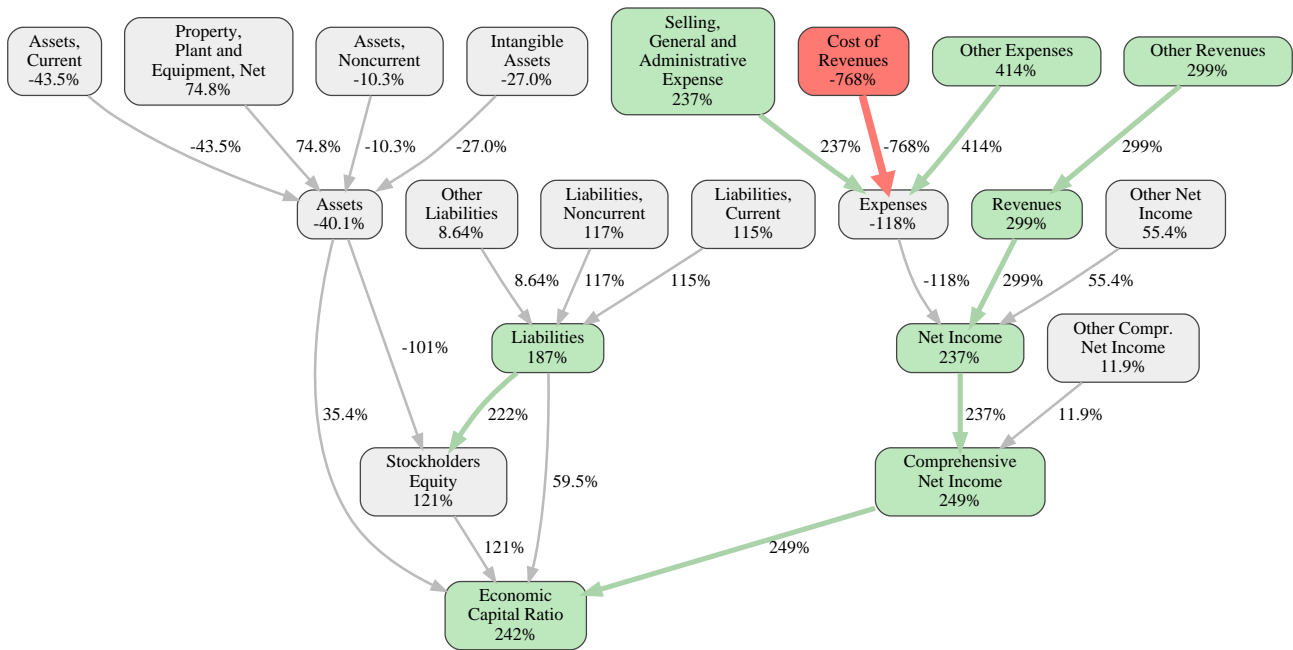 Assets,
Current
-43.5%
Property,
Plant and
Equipment, Net
74.8%
Assets,
Noncurrent
-10.3%
Intangible
Assets
-27.0%
Selling,
General and
Administrative
Expense
237%
Cost of
Revenues
-768%
Other Expenses
414%
Other Revenues
299%
-43.5%
74.8%
-10.3%
-27.0%
237%
-768%
414%
299%
Assets
-40.1%
Other
Liabilities
8.64%
Liabilities,
Noncurrent
117%
Liabilities,
Current
115%
Expenses
-118%
Revenues
299%
Other Net
Income
55.4%
8.64%
117%
115%
-118%
299%
55.4%
Liabilities
187%
Net Income
237%
Other Compr.
Net Income
11.9%
-101%
35.4%
222%
237%
11.9%
Stockholders
Equity
121%
59.5%
Comprehensive
Net Income
249%
121%
249%
Economic
Capital Ratio
242%